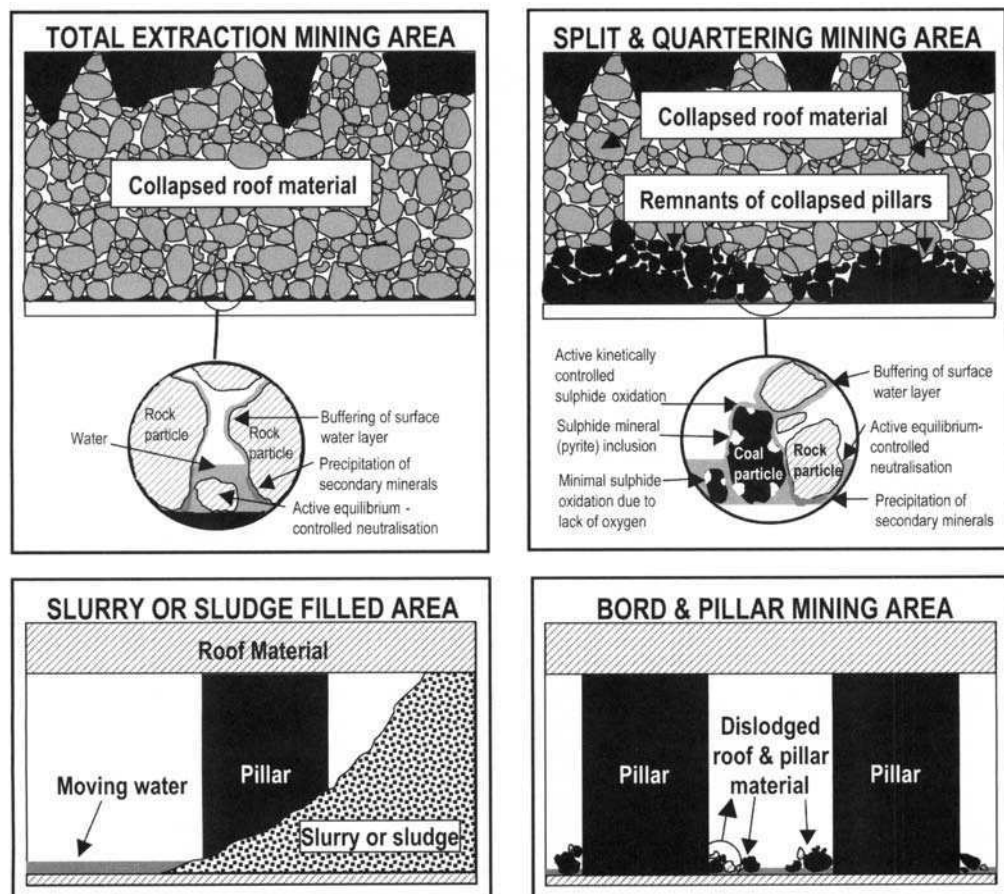 TOTAL EXTRACTION MINING AREA
Collapsed roof material
Water
Rock
particle
Rock
particle
Buffering of surface
water layer
Precipitation of
secondary minerals
Active equilibrium -
controlled neutralisation
SPLIT & QUARTERING MINING AREA
Collapsed roof material
Remnants of collapsed pillars
Active kinetically
controlled
sulphide oxidation
Sulphide mineral
(pyrite) inclusion
Minimal sulphide
oxidation due to
lack of oxygen
Coal
particle
Rock
particle
Buffering of surface
water layer
Active equilibrium-
controlled
neutralisation
Precipitation of
secondary minerals
SLURRY OR SLUDGE FILLED AREA
Roof Material
Moving water
Pillar
Slurry or sludge
BORD & PILLAR MINING AREA
Pillar
Dislodged
roof & pillar
material
Pillar